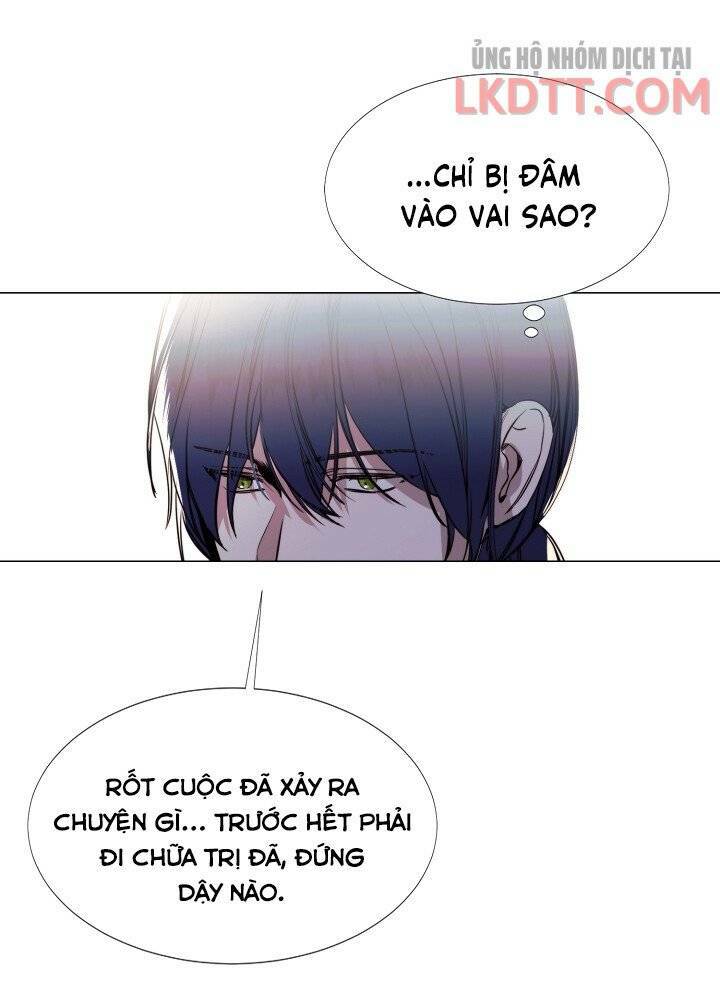 ỦNG HỘ NHÓM DỊCH TẠI
LKDTT.COM
...CHỈ BỊ ĐÂM
VÀO VAI SAO?
RỐT CUỘC ĐÃ XẢY RA
CHUYỆN GÌ... TRƯỚC HẾT PHẢI
ĐI CHỮA TRỊ ĐÃ, ĐỨNG
DẬY NÀO.